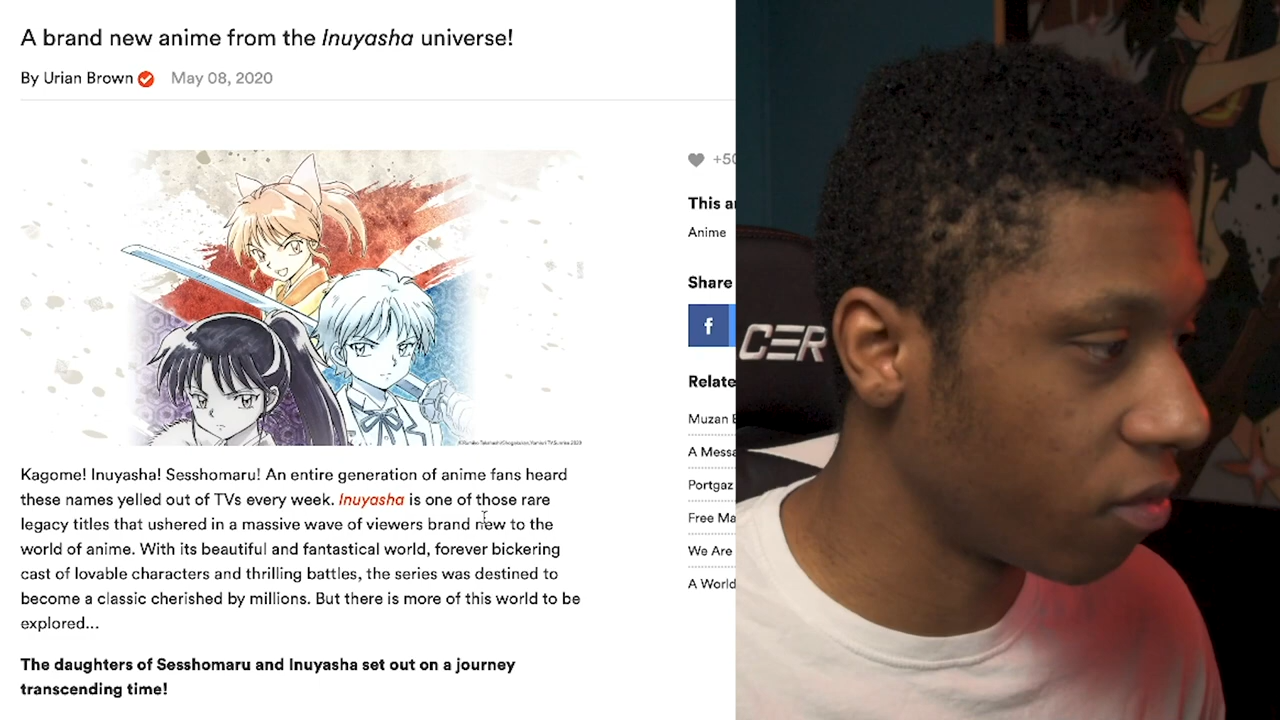 A brand new anime from the Inuyasha universe!
By Urian Brown May 08, 2020
+50
This a
Anime
Share
f
Relate
Muzan
A Messa
Portgaz
Free Ma
We Are
A World
Kagome! Inuyasha! Sesshomaru! An entire generation of anime fans heard
these names yelled out of TVs every week. Inuyasha is one of those rare
legacy titles that ushered in a massive wave of viewers brand new to the
world of anime. With its beautiful and fantastical world, forever bickering
cast of lovable characters and thrilling battles, the series was destined to
become a classic cherished by millions. But there is more of this world to be
explored...
The daughters of Sesshomaru and Inuyasha set out on a journey
transcending time!
CER